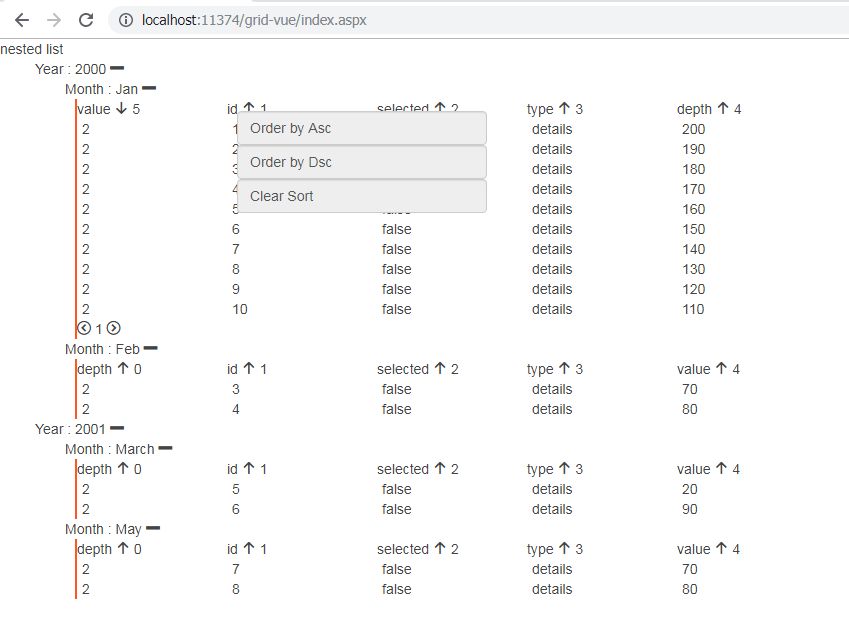 localhost:11374/grid-vue/index.aspx
nested list
Year : 2000
Month : Jan
value 5 id 1 selected 2 type 3 depth 4
Order by Asc
Order by Dsc
Clear Sort
2 1 details 200
2 2 details 190
2 3 details 180
2 4 details 170
2 5 false details 160
2 6 false details 150
2 7 false details 140
2 8 false details 130
2 9 false details 120
2 10 false details 110
1
Month : Feb
depth 0 id 1 selected 2 type 3 value 4
2 3 false details 70
2 4 false details 80
Year : 2001
Month : March
depth 0 id 1 selected 2 type 3 value 4
2 5 false details 20
2 6 false details 90
Month : May
depth 0 id 1 selected 2 type 3 value 4
2 7 false details 70
2 8 false details 80